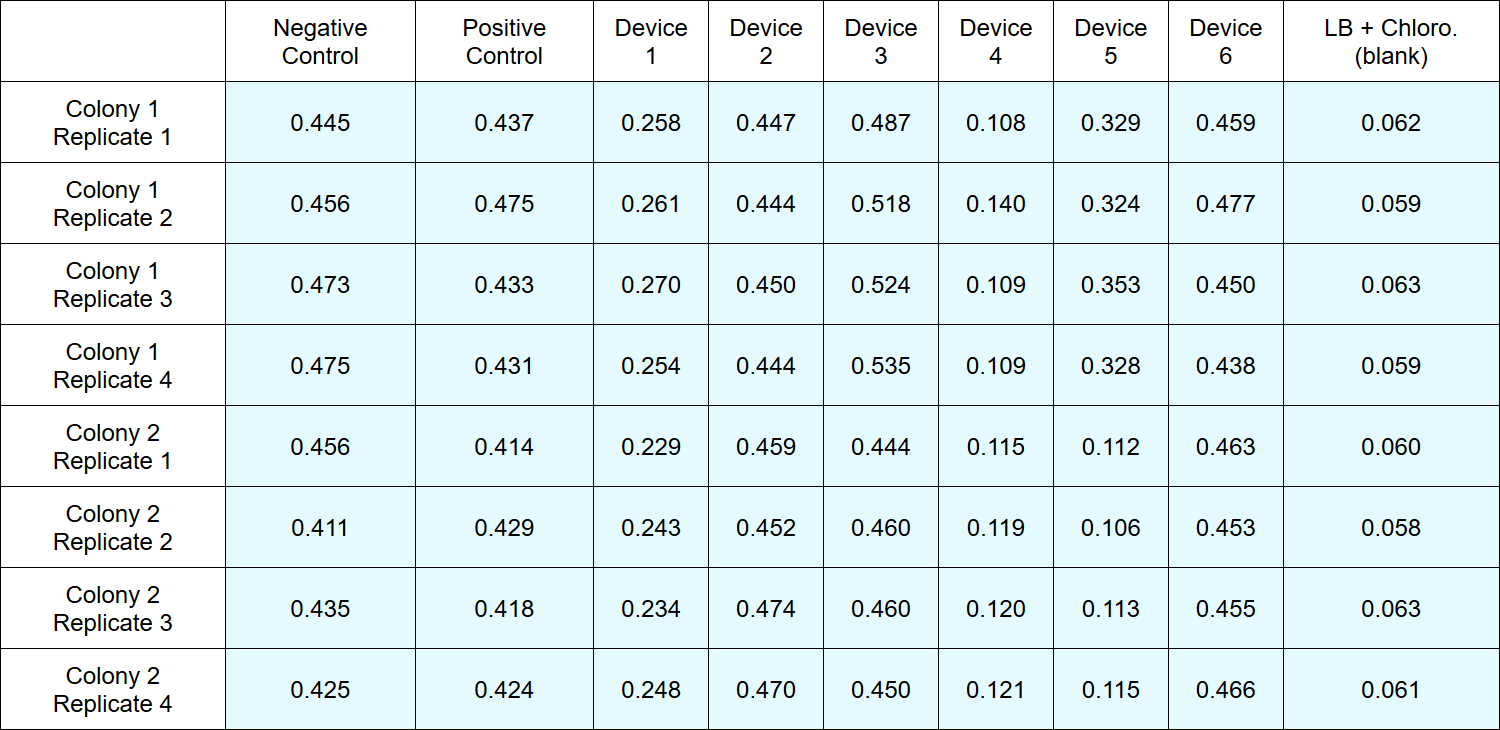 Negative Control Positive Control Device 1 Device 2 Device 3 Device 4 Device 5 Device 6 LB + Chloro. (blank)
Colony 1 Replicate 1 0.445 0.437 0.258 0.447 0.487 0.108 0.329 0.459 0.062
Colony 1 Replicate 2 0.456 0.475 0.261 0.444 0.518 0.140 0.324 0.477 0.059
Colony 1 Replicate 3 0.473 0.433 0.270 0.450 0.524 0.109 0.353 0.450 0.063
Colony 1 Replicate 4 0.475 0.431 0.254 0.444 0.535 0.109 0.328 0.438 0.059
Colony 2 Replicate 1 0.456 0.414 0.229 0.459 0.444 0.115 0.112 0.463 0.060
Colony 2 Replicate 2 0.411 0.429 0.243 0.452 0.460 0.119 0.106 0.453 0.058
Colony 2 Replicate 3 0.435 0.418 0.234 0.474 0.460 0.120 0.113 0.455 0.063
Colony 2 Replicate 4 0.425 0.424 0.248 0.470 0.450 0.121 0.115 0.466 0.061